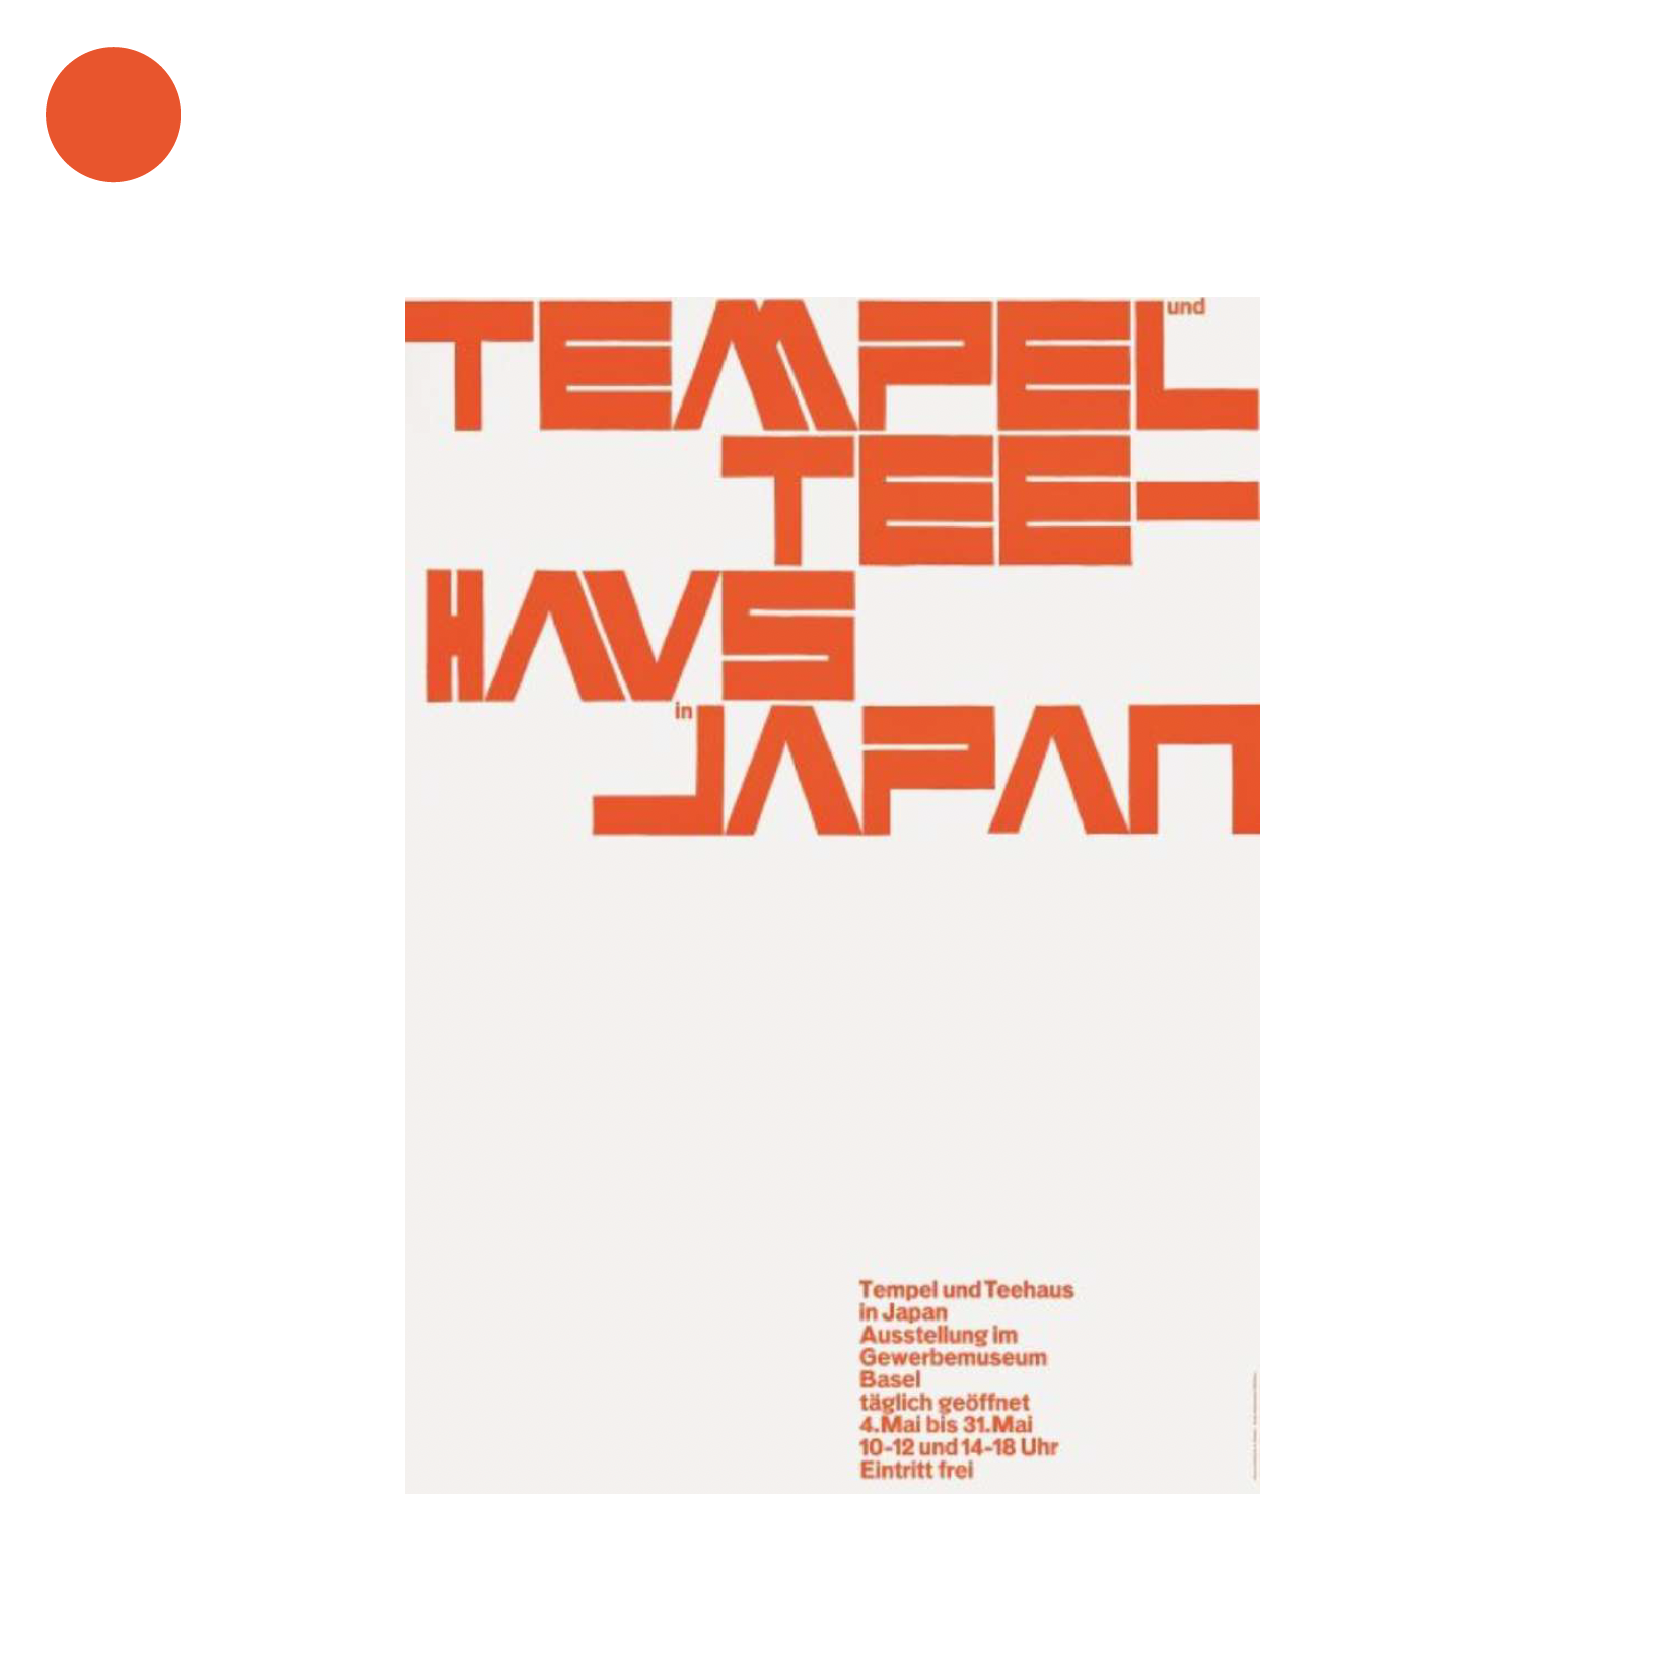 TEMPEL und
TEE-
HAUS
in JAPAN
Tempel und Teehaus
in Japan
Ausstellung im
Gewerbemuseum
Basel
täglich geöffnet
4. Mai bis 31. Mai
10-12 und 14-18 Uhr
Eintritt frei